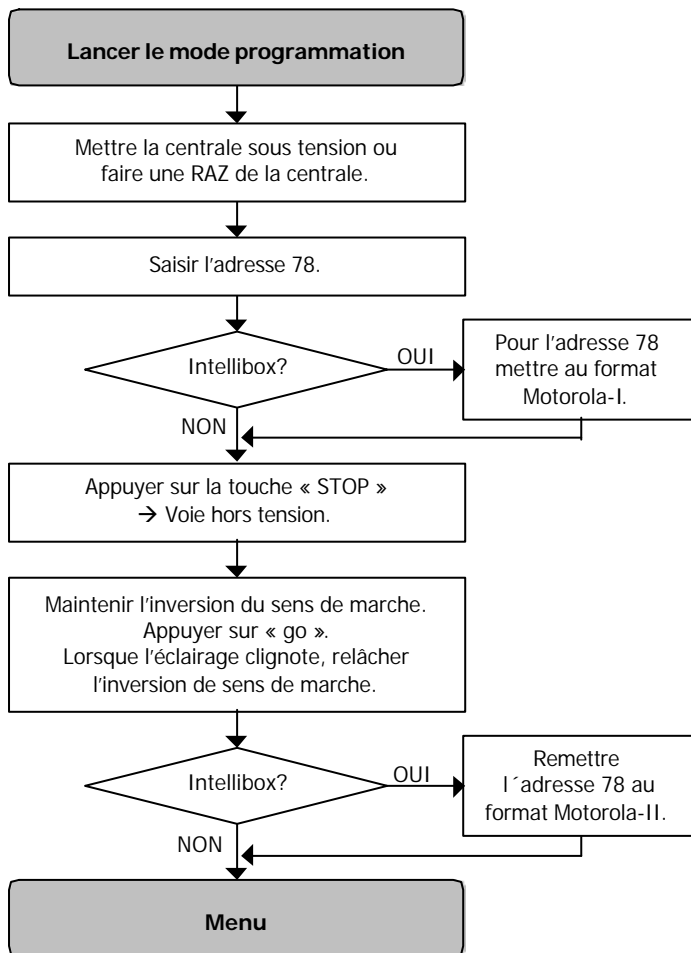 Lancer le mode programmation
Mettre la centrale sous tension ou
faire une RAZ de la centrale.
Saisir l'adresse 78.
Intellibox?
OUI
Pour l'adresse 78
mettre au format
Motorola-I.
NON
Appuyer sur la touche « STOP »
→ Voie hors tension.
Maintenir l'inversion du sens de marche.
Appuyer sur « go ».
Lorsque l'éclairage clignote, relâcher
l'inversion de sens de marche.
Intellibox?
OUI
Remettre
l´adresse 78 au
format Motorola-II.
NON
Menu